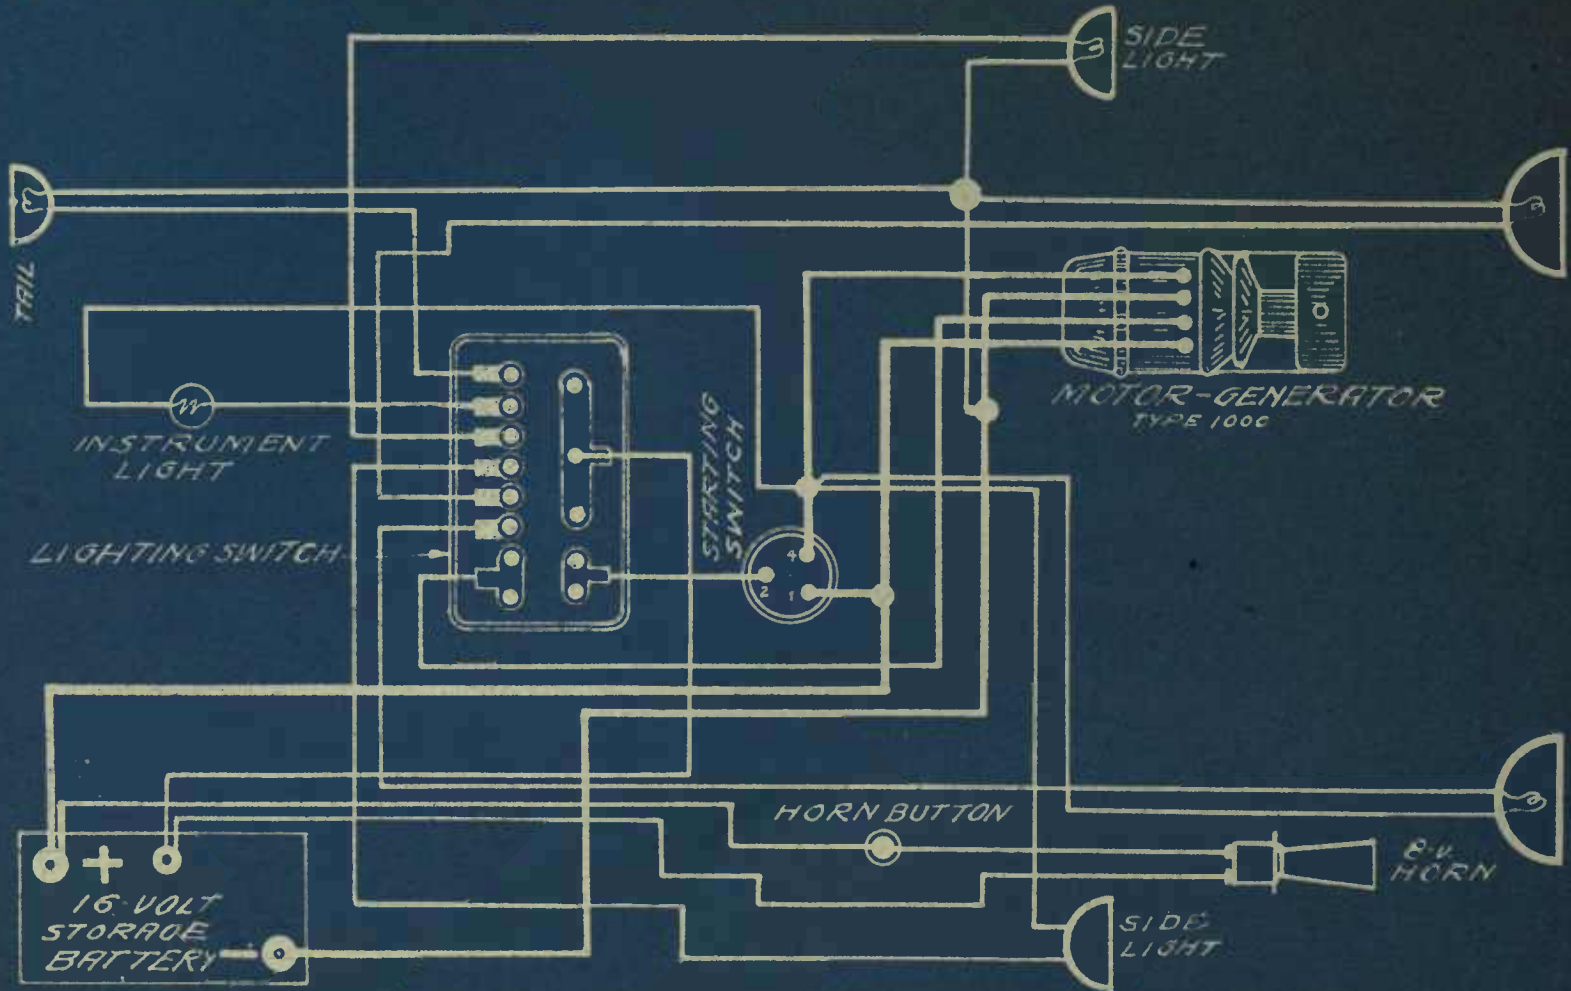 SIDE
LIGHT
TAIL
MOTOR-GENERATOR
TYPE 1000
INSTRUMENT
LIGHT
STARTING
SWITCH
LIGHTING SWITCH
4
2
1
HORN BUTTON
8-V.
HORN
+
16-VOLT
STORAGE
BATTERY -
SIDE
LIGHT